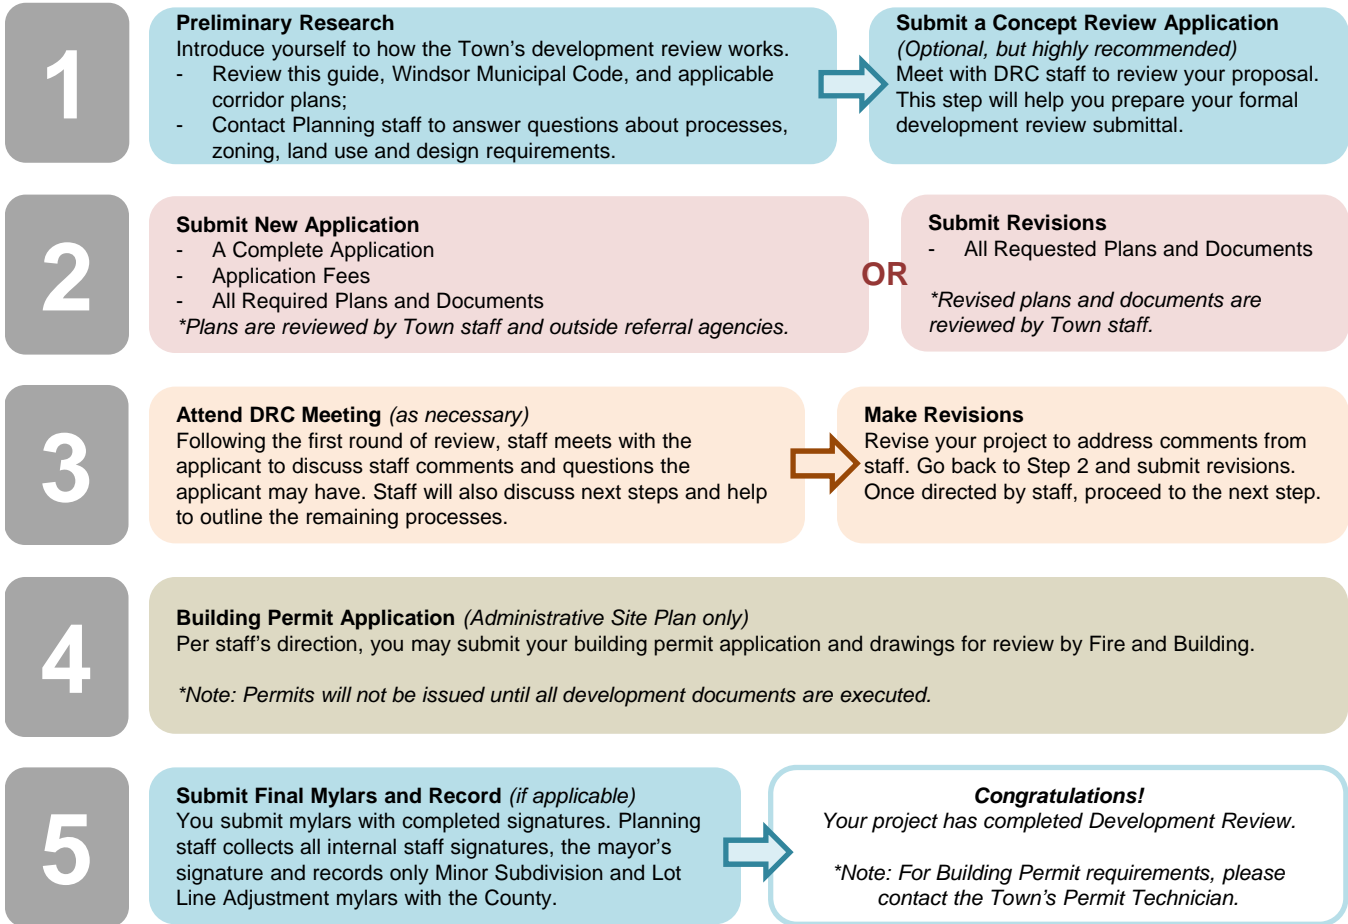 1
Preliminary Research
Introduce yourself to how the Town's development review works.
- Review this guide, Windsor Municipal Code, and applicable
corridor plans;
- Contact Planning staff to answer questions about processes,
zoning, land use and design requirements.
Submit a Concept Review Application
(Optional, but highly recommended)
Meet with DRC staff to review your proposal.
This step will help you prepare your formal
development review submittal.
2
Submit New Application
- A Complete Application
- Application Fees
- All Required Plans and Documents
*Plans are reviewed by Town staff and outside referral agencies.
OR
Submit Revisions
- All Requested Plans and Documents
*Revised plans and documents are
reviewed by Town staff.
3
Attend DRC Meeting (as necessary)
Following the first round of review, staff meets with the
applicant to discuss staff comments and questions the
applicant may have. Staff will also discuss next steps and help
to outline the remaining processes.
Make Revisions
Revise your project to address comments from
staff. Go back to Step 2 and submit revisions.
Once directed by staff, proceed to the next step.
4
Building Permit Application (Administrative Site Plan only)
Per staff's direction, you may submit your building permit application and drawings for review by Fire and Building.
*Note: Permits will not be issued until all development documents are executed.
5
Submit Final Mylars and Record (if applicable)
You submit mylars with completed signatures. Planning
staff collects all internal staff signatures, the mayor's
signature and records only Minor Subdivision and Lot
Line Adjustment mylars with the County.
Congratulations!
Your project has completed Development Review.
*Note: For Building Permit requirements, please
contact the Town's Permit Technician.